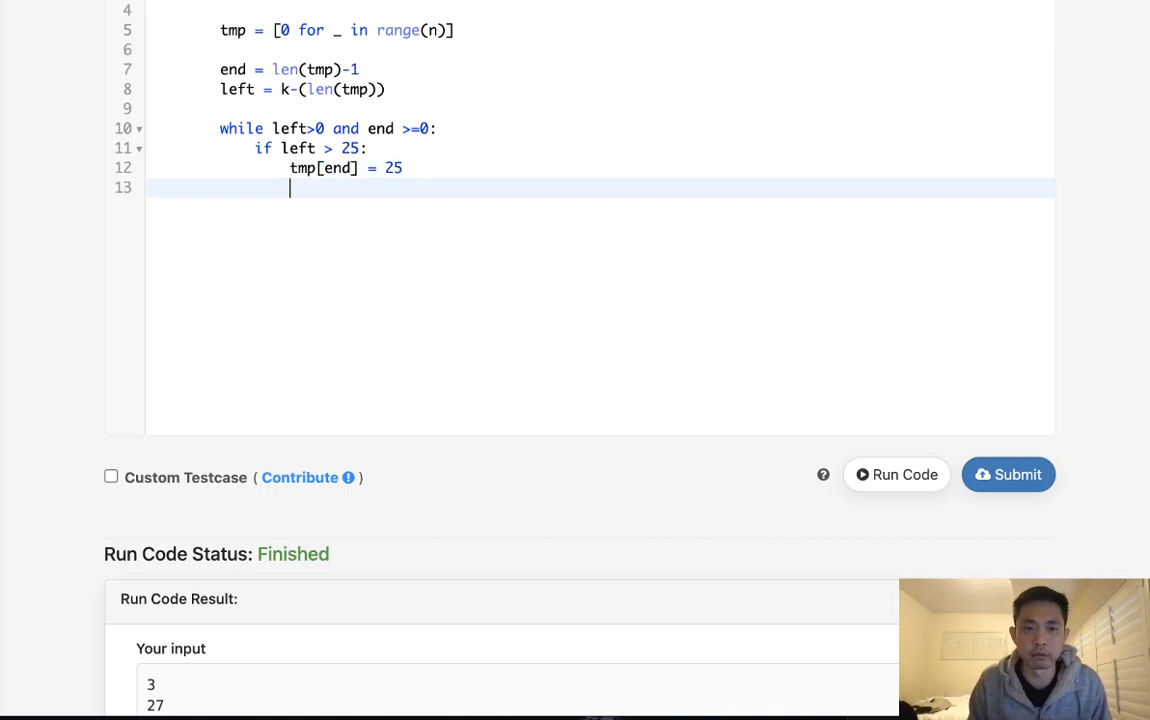 4
5 tmp = [0 for _ in range(n)]
6
7 end = len(tmp)-1
8 left = k-(len(tmp))
9
10 while left>0 and end >=0:
11 if left > 25:
12 tmp[end] = 25
13
Custom Testcase ( Contribute )
? Run Code Submit
Run Code Status: Finished
Run Code Result:
Your input
3
27